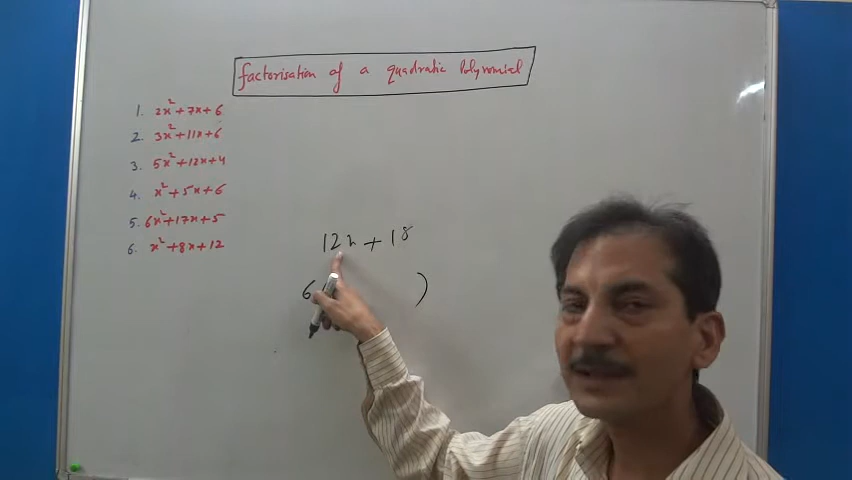 factorisation of a quadratic Polynomial
1. 2x²+7x+6
2. 3x²+11x+6
3. 5x²+12x+4
4. x²+5x+6
5. 6x²+17x+5
6. x²+8x+12
12x+18
6( )